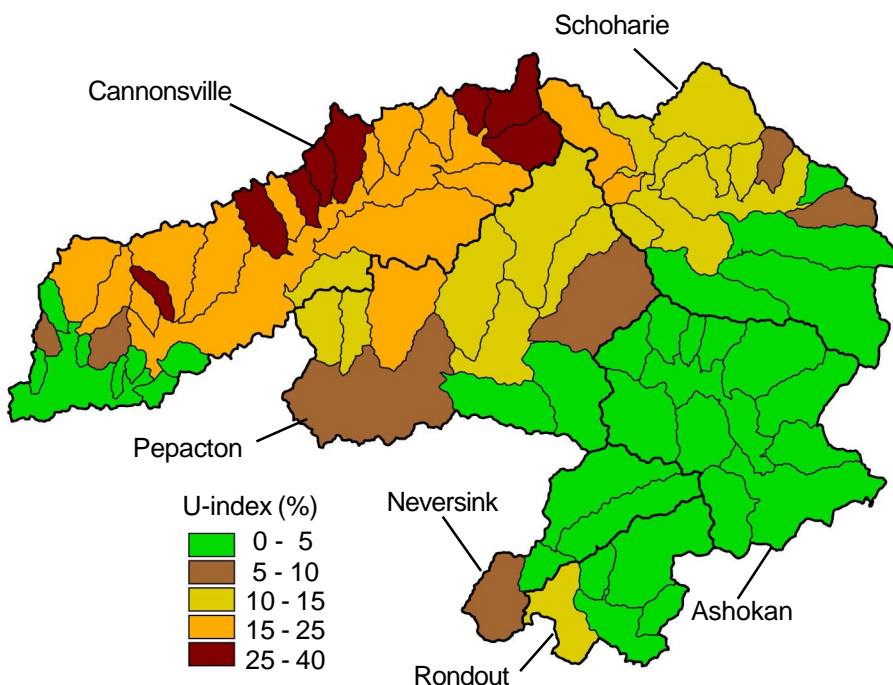 Schoharie
Cannonsville
Pepacton
Neversink
U-index (%)
0 - 5
5 - 10
10 - 15
15 - 25
25 - 40
Ashokan
Rondout